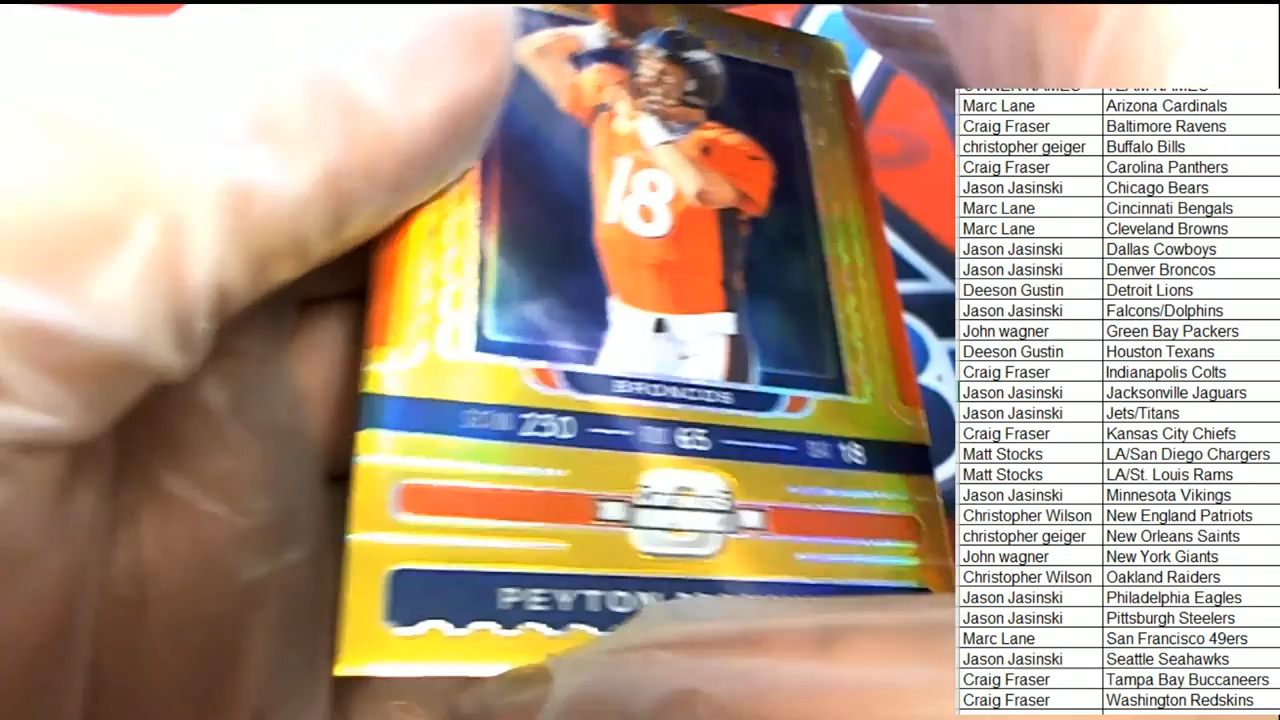 18
BRONCOS
230 65 18
PEYTON
OWNER NAMES TEAM NAMES
Marc Lane Arizona Cardinals
Craig Fraser Baltimore Ravens
christopher geiger Buffalo Bills
Craig Fraser Carolina Panthers
Jason Jasinski Chicago Bears
Marc Lane Cincinnati Bengals
Marc Lane Cleveland Browns
Jason Jasinski Dallas Cowboys
Jason Jasinski Denver Broncos
Deeson Gustin Detroit Lions
Jason Jasinski Falcons/Dolphins
John wagner Green Bay Packers
Deeson Gustin Houston Texans
Craig Fraser Indianapolis Colts
Jason Jasinski Jacksonville Jaguars
Jason Jasinski Jets/Titans
Craig Fraser Kansas City Chiefs
Matt Stocks LA/San Diego Chargers
Matt Stocks LA/St. Louis Rams
Jason Jasinski Minnesota Vikings
Christopher Wilson New England Patriots
christopher geiger New Orleans Saints
John wagner New York Giants
Christopher Wilson Oakland Raiders
Jason Jasinski Philadelphia Eagles
Jason Jasinski Pittsburgh Steelers
Marc Lane San Francisco 49ers
Jason Jasinski Seattle Seahawks
Craig Fraser Tampa Bay Buccaneers
Craig Fraser Washington Redskins